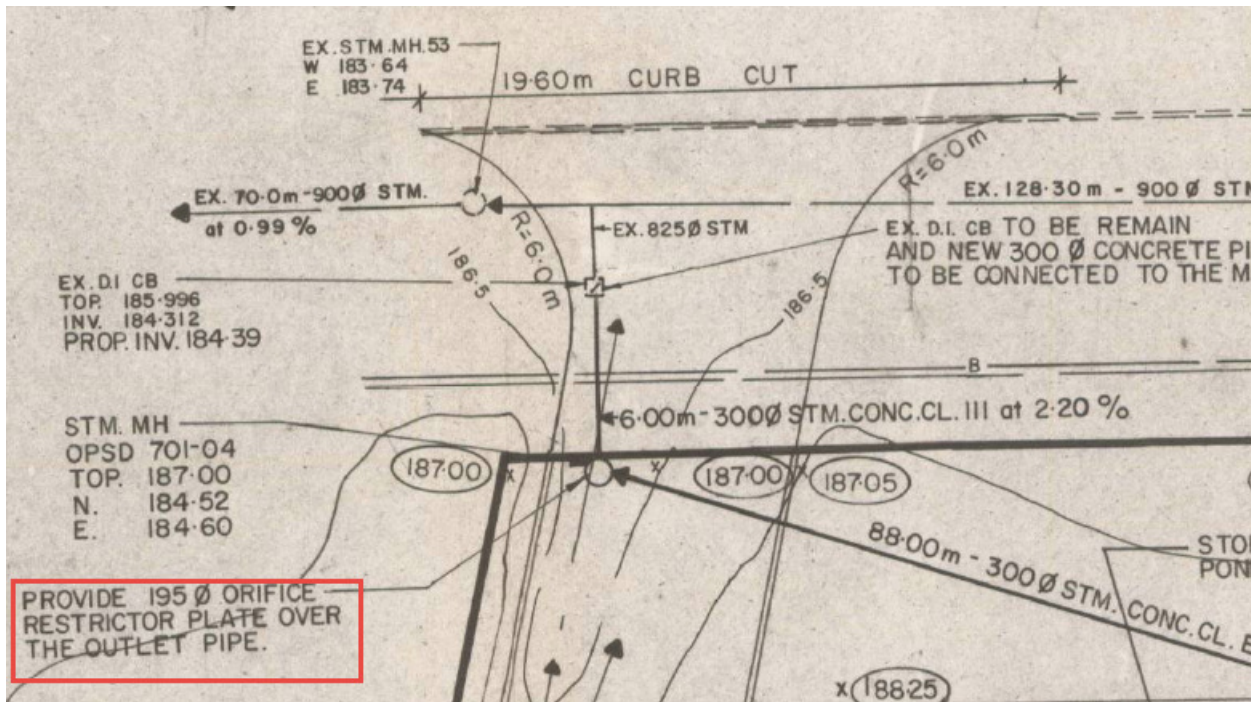 EX. STM. MH. 53
W 183.64
E 183.74
19.60m CURB CUT
R=6.0m
EX. 70.0m-900Ø STM.
at 0.99%
EX. 128.30m - 900 Ø
EX. 825Ø STM
R=6.0m
EX. D.I. CB TO BE REMAIN
AND NEW 300 Ø CONCRETE
TO BE CONNECTED TO THE
186.5
186.5
EX. D.I CB
TOP. 185.996
INV. 184.312
PROP. INV. 184.39
B
6.00m-300Ø STM. CONC. CL. III at 2.20 %
STM. MH
OPSD 701-04
TOP. 187.00
N. 184.52
E. 184.60
187.00
x
x
187.00
x
187.05
88.00m - 300Ø STM. CONC. CL.
PROVIDE 195 Ø ORIFICE
RESTRICTOR PLATE OVER
THE OUTLET PIPE.
x 188.25